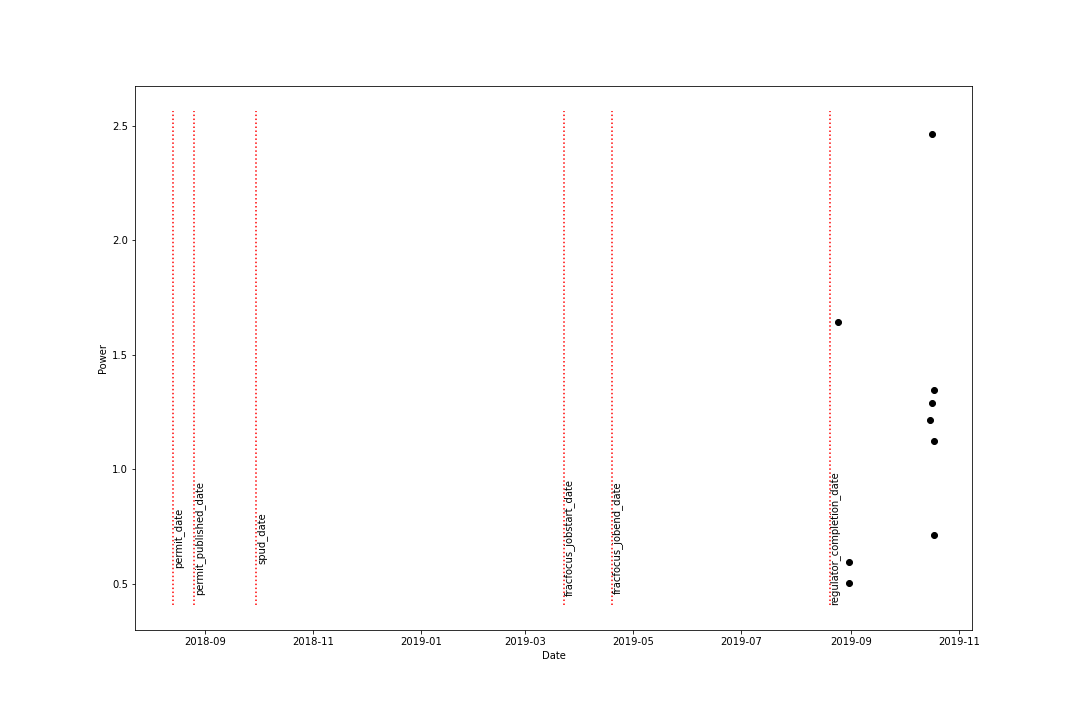 2.5
2.0
1.5
1.0
0.5
Power
permit_date
permit_published_date
spud_date
fracfocus_jobstart_date
fracfocus_jobend_date
regulator_completion_date
2018-09
2018-11
2019-01
2019-03
2019-05
2019-07
2019-09
2019-11
Date